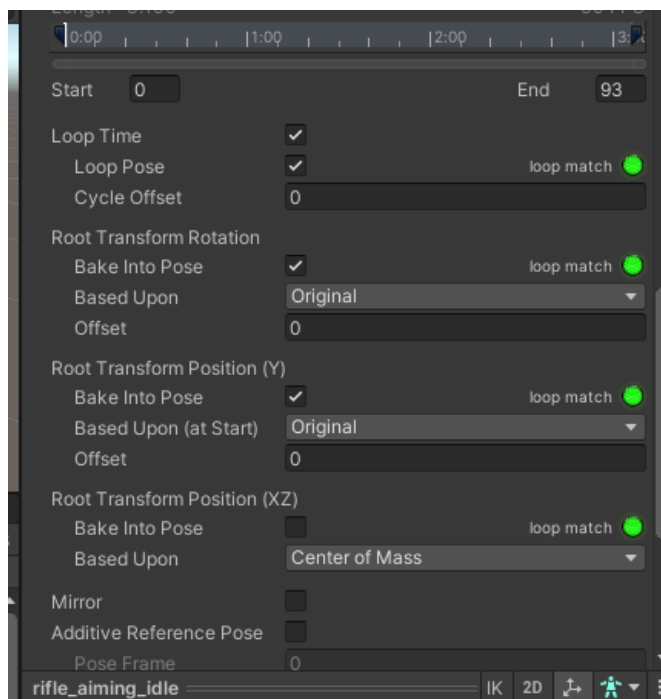 0:00 1:00 2:00
Start 0 End 93
Loop Time
Loop Pose loop match
Cycle Offset 0
Root Transform Rotation
Bake Into Pose loop match
Based Upon Original
Offset 0
Root Transform Position (Y)
Bake Into Pose loop match
Based Upon (at Start) Original
Offset 0
Root Transform Position (XZ)
Bake Into Pose loop match
Based Upon Center of Mass
Mirror
Additive Reference Pose
Pose Frame 0
rifle_aiming_idle IK 2D